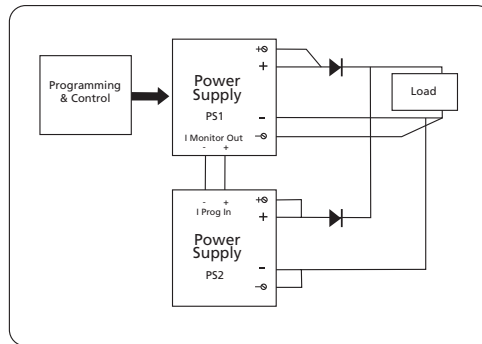 Programming
& Control
Power
Supply
PS1
I Monitor Out
- +
+
+
-
-
Load
- +
I Prog In
Power
Supply
PS2
+
+
-
-